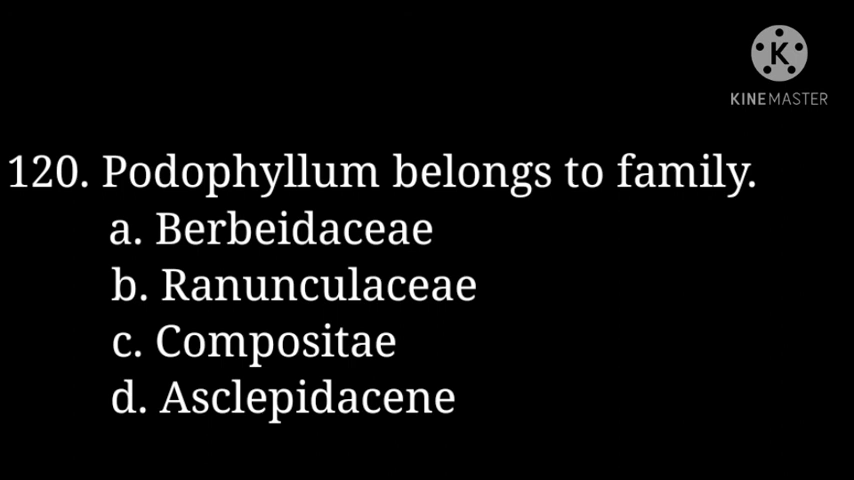 K
KINEMASTER
120. Podophyllum belongs to family.
a. Berbeidaceae
b. Ranunculaceae
c. Compositae
d. Asclepidacene